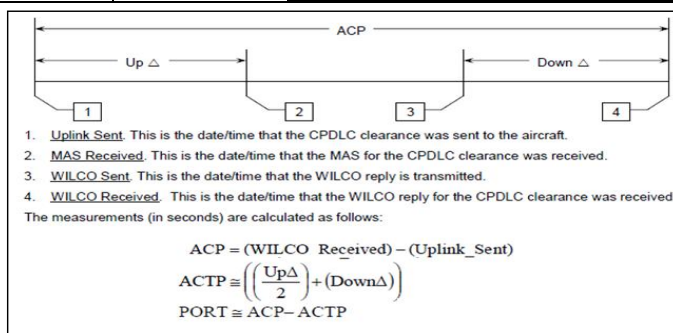 ACP
Up △
Down △
1
2
3
4
1. Uplink Sent. This is the date/time that the CPDLC clearance was sent to the aircraft.
2. MAS Received. This is the date/time that the MAS for the CPDLC clearance was received.
3. WILCO Sent. This is the date/time that the WILCO reply is transmitted.
4. WILCO Received. This is the date/time that the WILCO reply for the CPDLC clearance was received
The measurements (in seconds) are calculated as follows:
ACP = (WILCO Received) – (Uplink_Sent)
ACTP ≅ ((UpΔ/2) + (DownΔ))
PORT ≅ ACP– ACTP